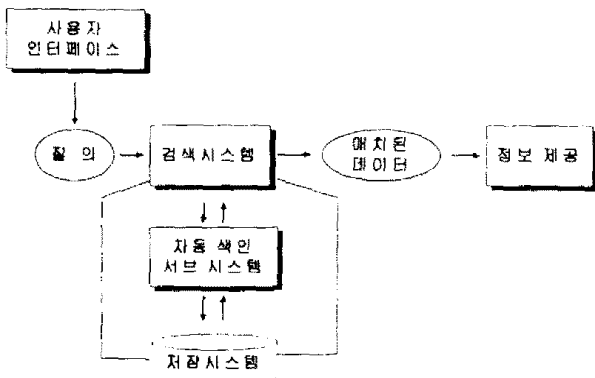 사용자
인터페이스
질 의
검색시스템
매치된
데이터
정보 제공
자동 색인
서브 시스템
저장시스템